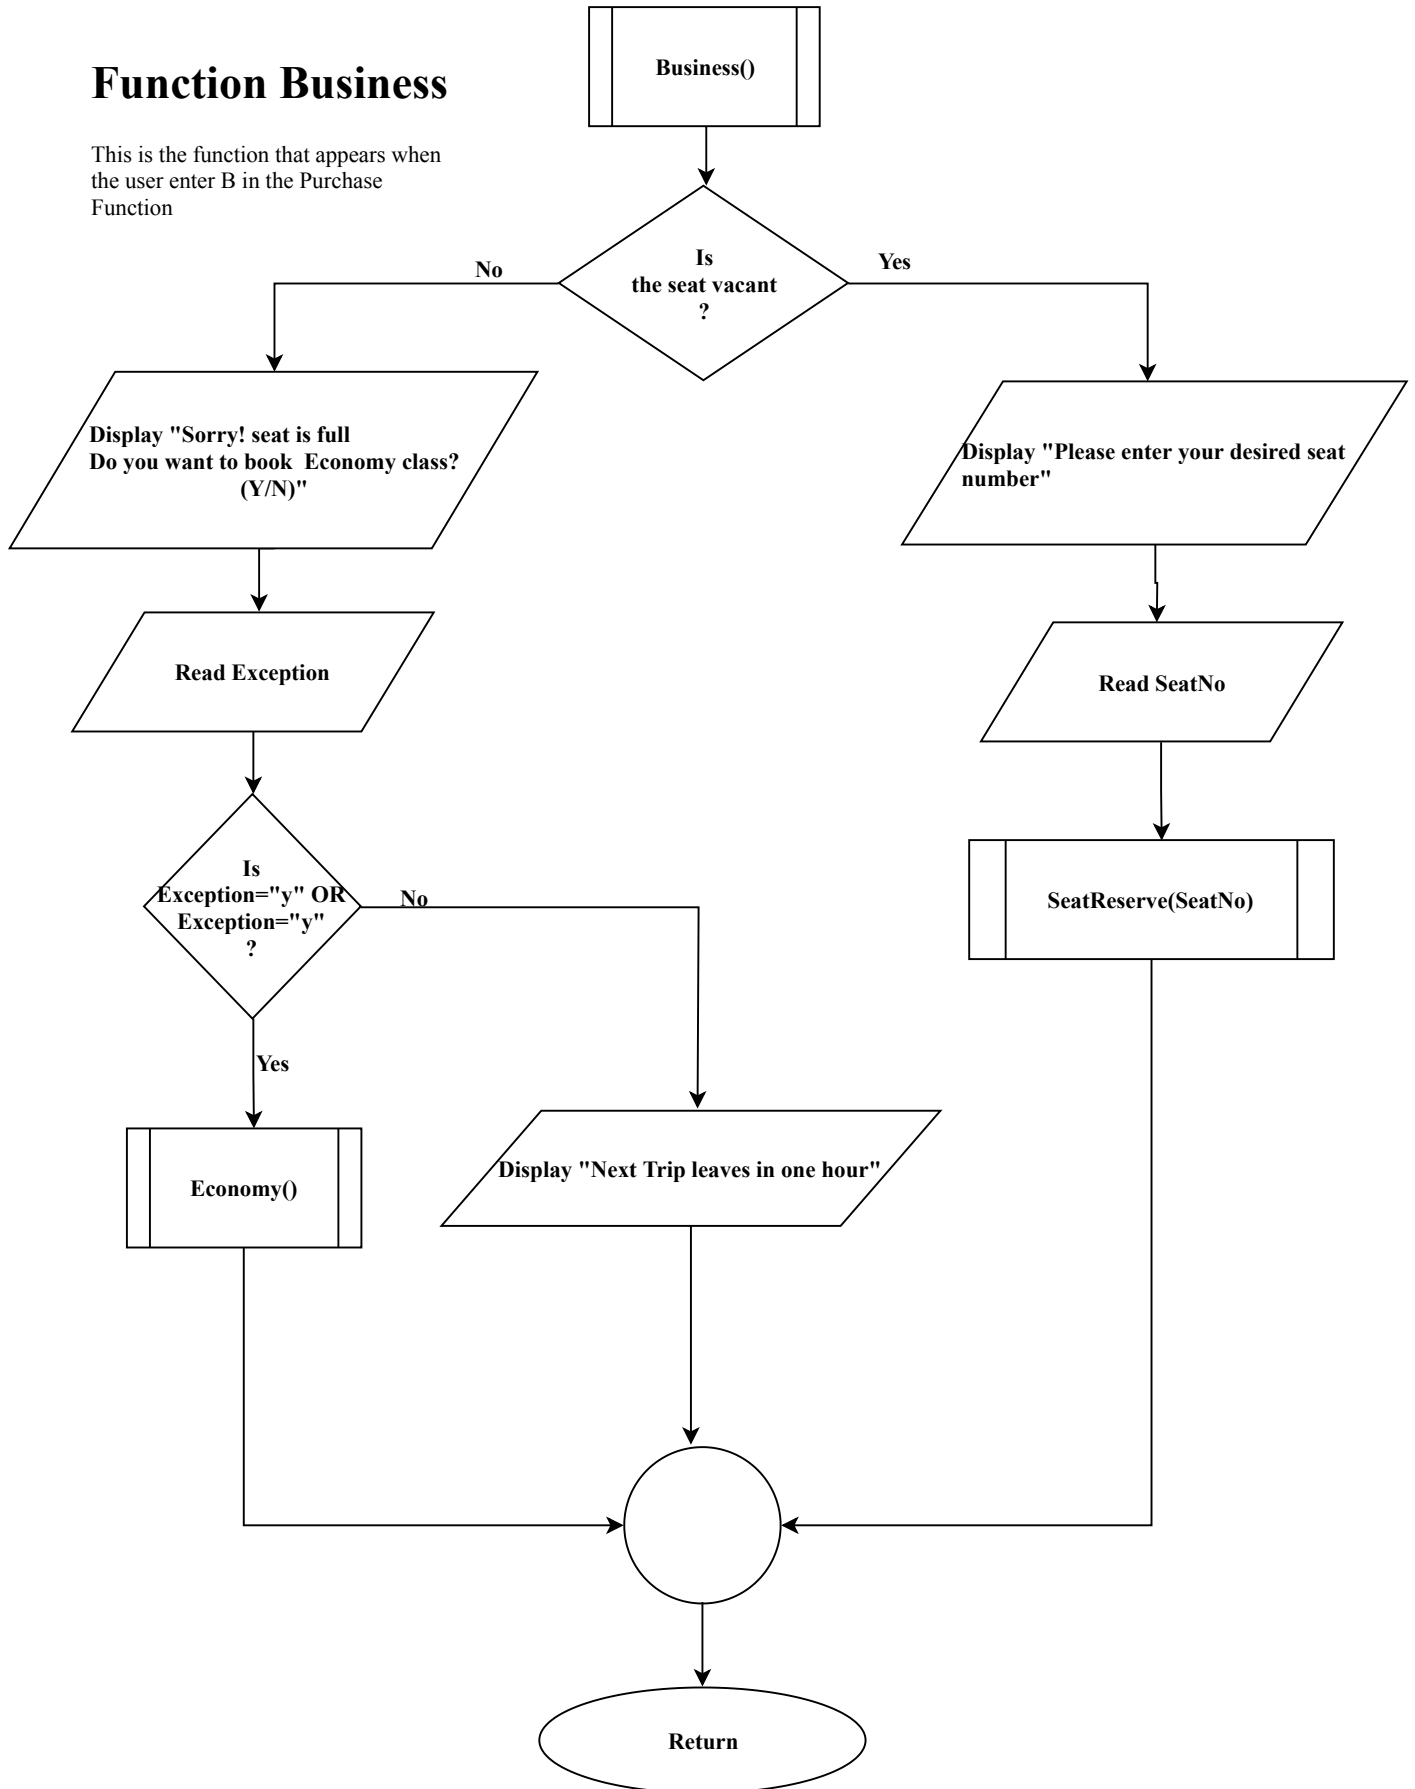 Business()
Function Business
This is the function that appears when
the user enter B in the Purchase
Function
Is
the seat vacant
?
No
Yes
Display "Sorry! seat is full
Do you want to book  Economy class?
(Y/N)"
Display "Please enter your desired seat
number"
Read Exception
Read SeatNo
Is
Exception="y" OR
Exception="y"
?
No
Yes
SeatReserve(SeatNo)
Economy()
Display "Next Trip leaves in one hour"
Return